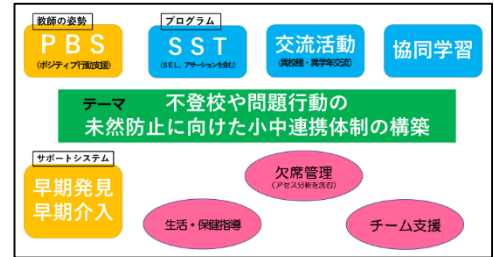 教師の姿勢
PBS
(ポジティブ行動支援)
プログラム
SST
(SEL、アサーションを含む)
交流活動
(異校種・異学年交流)
協同学習
テーマ 不登校や問題行動の
未然防止に向けた小中連携体制の構築
サポートシステム
早期発見
早期介入
欠席管理
(アセス分析を含む)
生活・保健指導
チーム支援